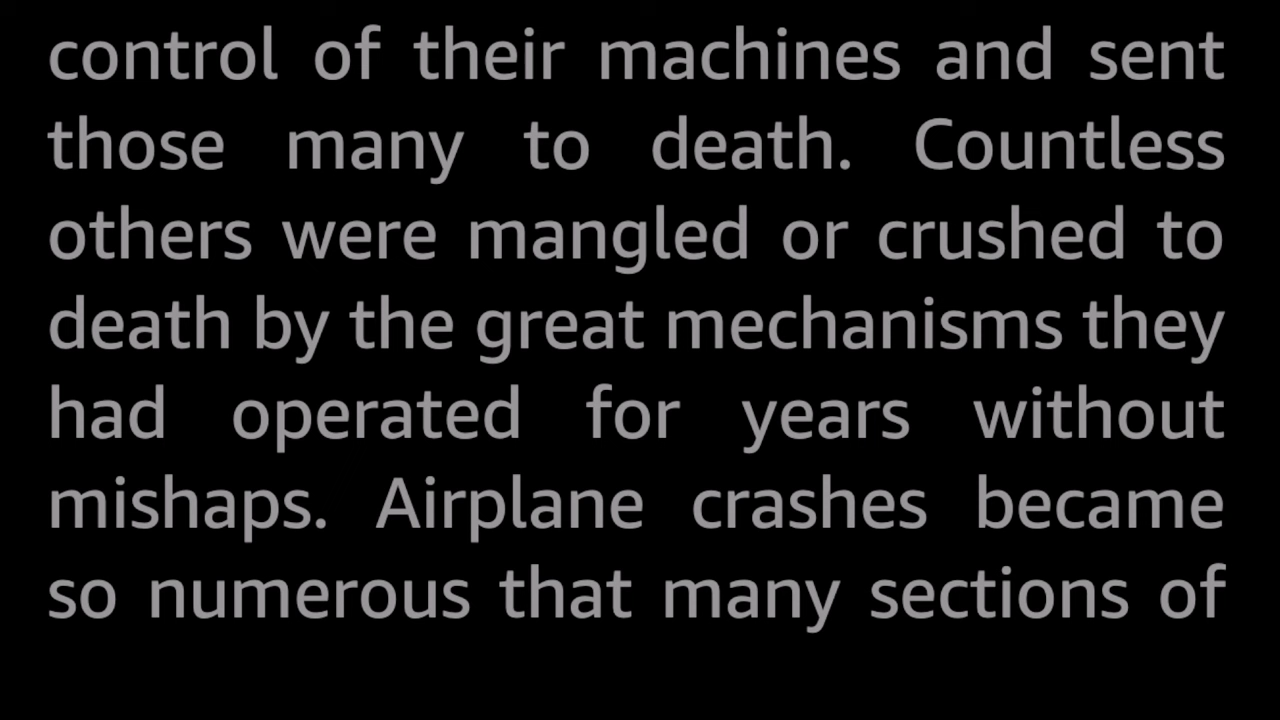 control of their machines and sent
those many to death. Countless
others were mangled or crushed to
death by the great mechanisms they
had operated for years without
mishaps. Airplane crashes became
so numerous that many sections of